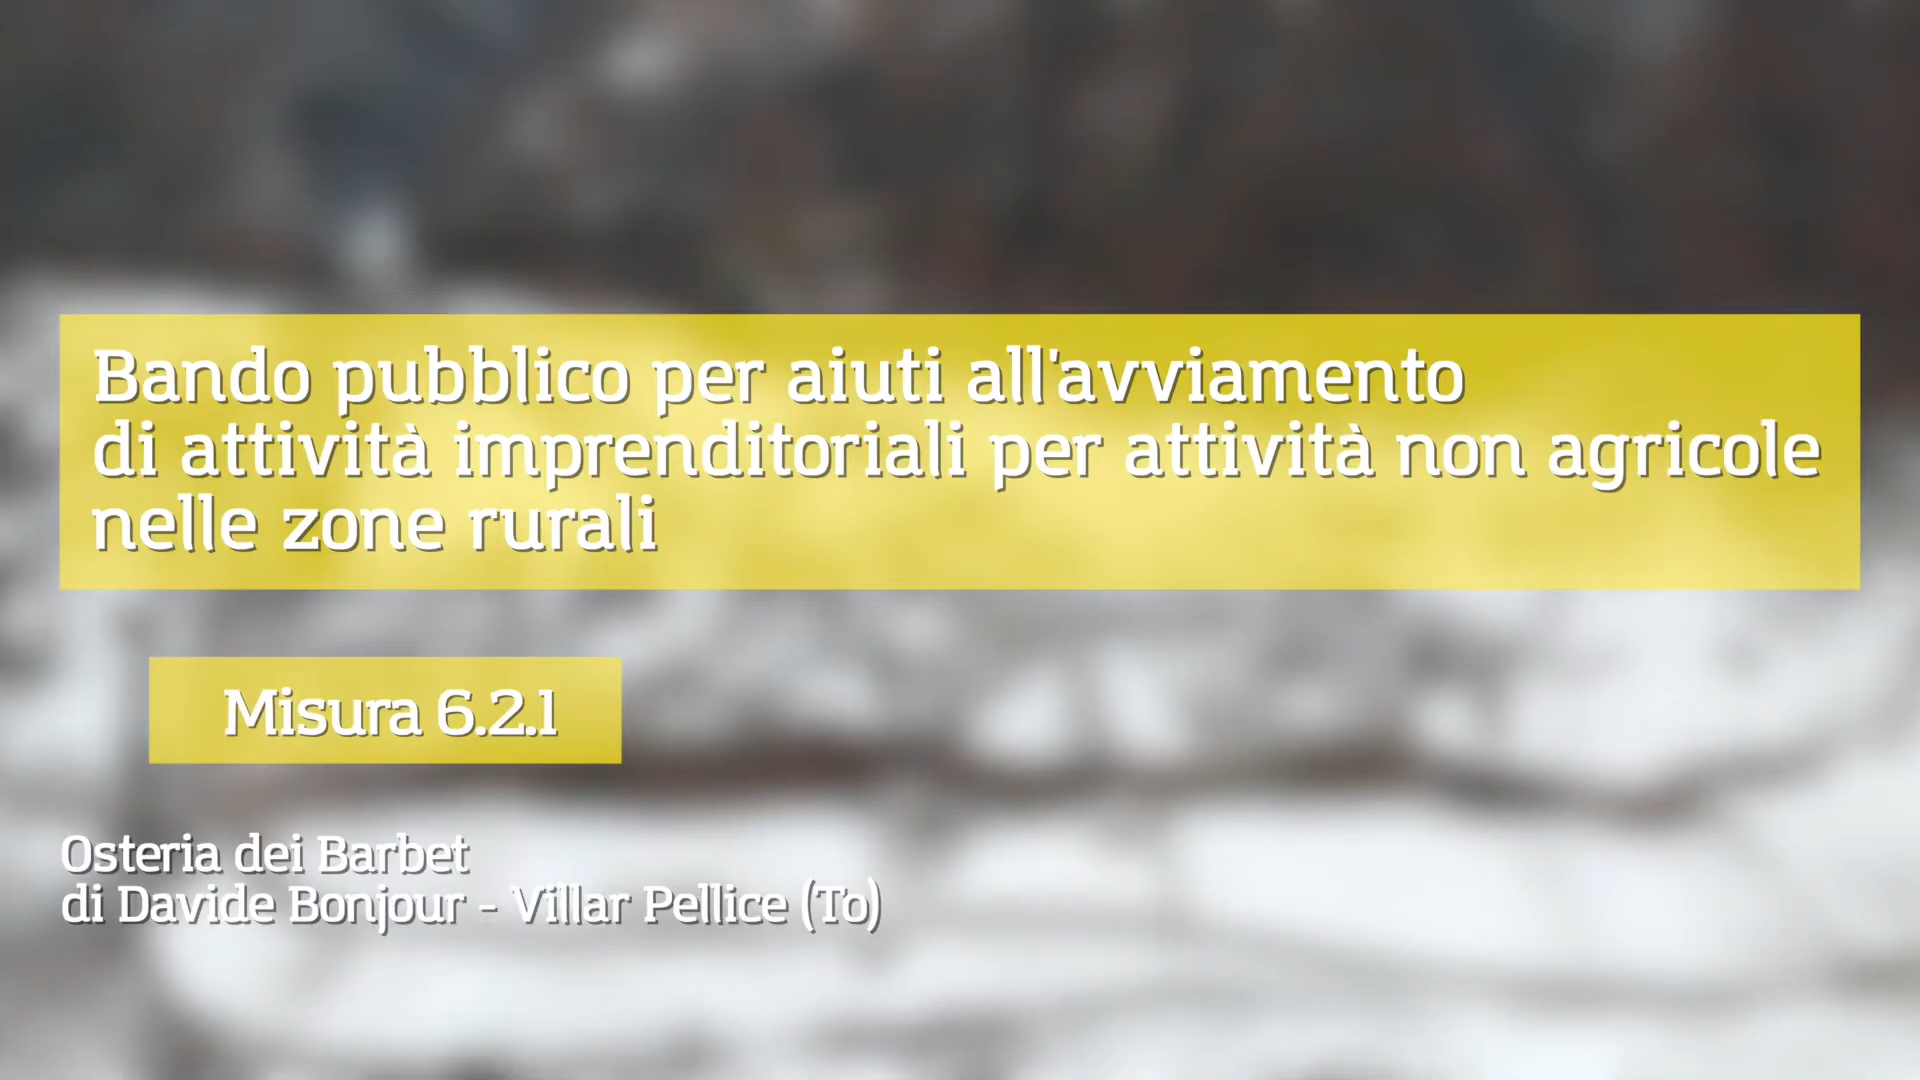 Bando pubblico per aiuti all'avviamento
di attività imprenditoriali per attività non agricole
nelle zone rurali
Misura 6.2.1
Osteria dei Barbet
di Davide Bonjour - Villar Pellice (To)